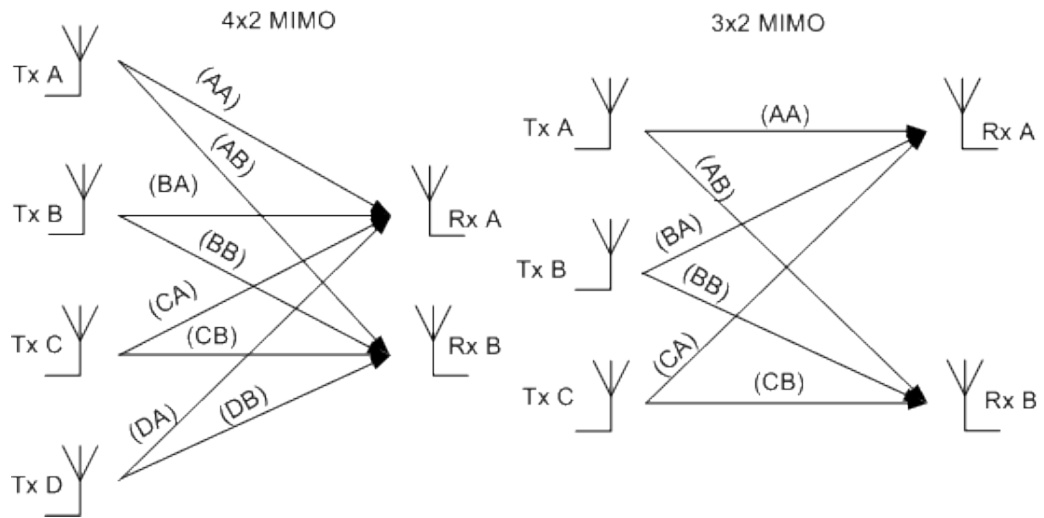 4x2 MIMO
Tx A
(AA)
(AB)
Tx B
(BA)
(BB)
Rx A
Tx C
(CA)
(CB)
Rx B
Tx D
(DA)
(DB)
3x2 MIMO
Tx A
(AA)
(AB)
Rx A
Tx B
(BA)
(BB)
Tx C
(CA)
(CB)
Rx B